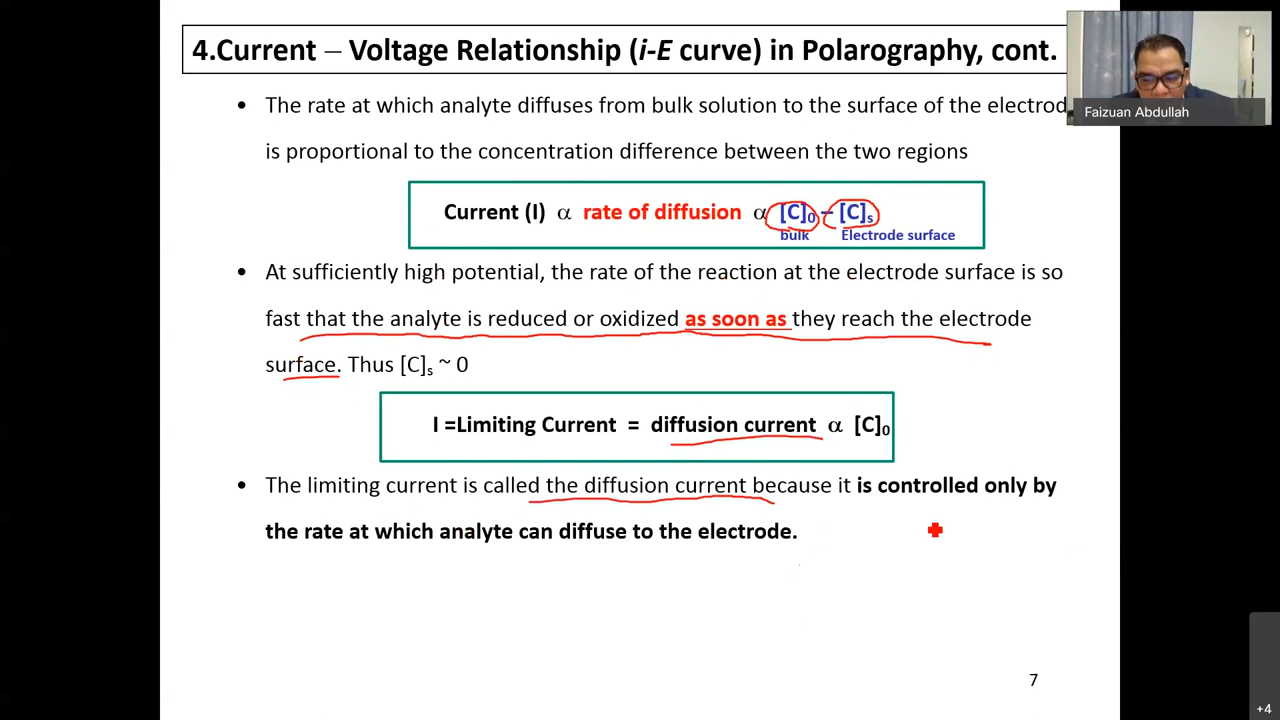 4.Current – Voltage Relationship (i-E curve) in Polarography, cont.
Faizuan Abdullah
• The rate at which analyte diffuses from bulk solution to the surface of the electrod
is proportional to the concentration difference between the two regions
Current (I) α rate of diffusion α [C]₀ – [C]ₛ
bulk Electrode surface
• At sufficiently high potential, the rate of the reaction at the electrode surface is so
fast that the analyte is reduced or oxidized as soon as they reach the electrode
surface. Thus [C]ₛ ~ 0
I =Limiting Current = diffusion current α [C]₀
• The limiting current is called the diffusion current because it is controlled only by
the rate at which analyte can diffuse to the electrode.
7
+4